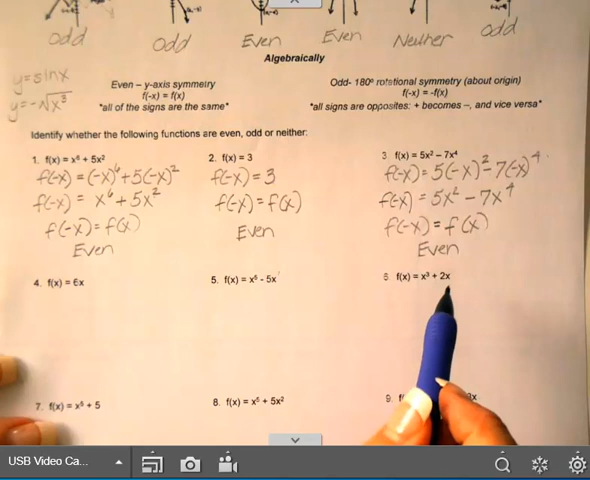 Odd
Odd
Even
Even
Neither
Odd
Algebraically
y=sinx
y=-√x³
Even – y-axis symmetry
f(-x) = f(x)
*all of the signs are the same*
Odd- 180º rotational symmetry (about origin)
f(-x) = -f(x)
*all signs are opposites: + becomes –, and vice versa*
Identify whether the following functions are even, odd or neither:
1. f(x) = x⁶ + 5x²
f(-x) = (-x)⁶ + 5(-x)²
f(-x) = x⁶ + 5x²
f(-x) = f(x)
Even
2. f(x) = 3
f(-x) = 3
f(-x) = f(x)
Even
3. f(x) = 5x² – 7x⁴
f(-x) = 5(-x)² - 7(-x)⁴
f(-x) = 5x² - 7x⁴
f(-x) = f(x)
Even
4. f(x) = 6x
5. f(x) = x⁵ - 5x
6. f(x) = x³ + 2x
7. f(x) = x⁵ + 5
8. f(x) = x⁵ + 5x²
9. f
3x
USB Video Ca...